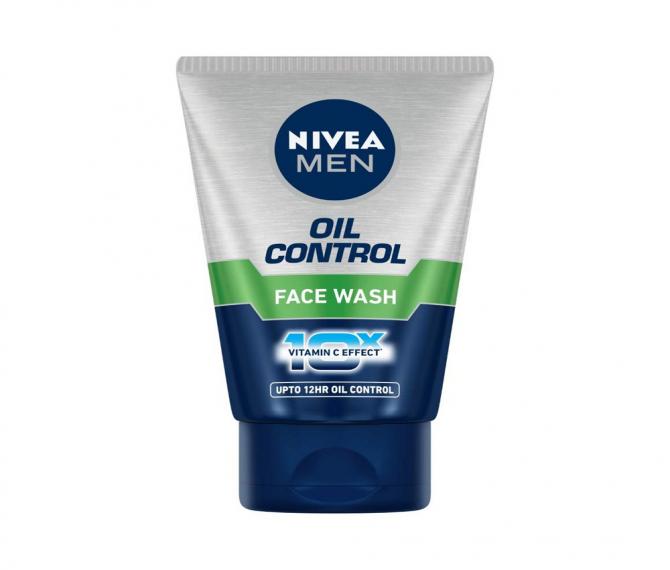 NIVEA
MEN
OIL
CONTROL
FACE WASH
10X
VITAMIN C EFFECT*
UPTO 12HR OIL CONTROL